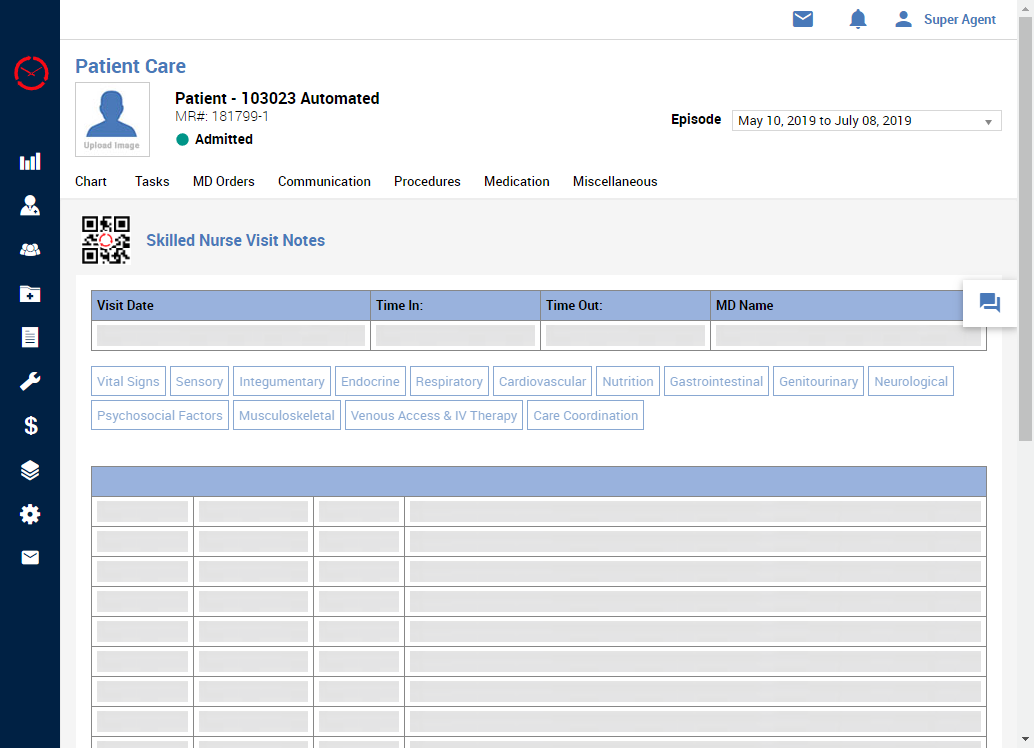 Super Agent
Patient Care
Upload Image
Patient - 103023 Automated
MR#: 181799-1
Admitted
Episode May 10, 2019 to July 08, 2019
Chart Tasks MD Orders Communication Procedures Medication Miscellaneous
Skilled Nurse Visit Notes
Visit Date Time In: Time Out: MD Name
Vital Signs Sensory Integumentary Endocrine Respiratory Cardiovascular Nutrition Gastrointestinal Genitourinary Neurological
Psychosocial Factors Musculoskeletal Venous Access & IV Therapy Care Coordination